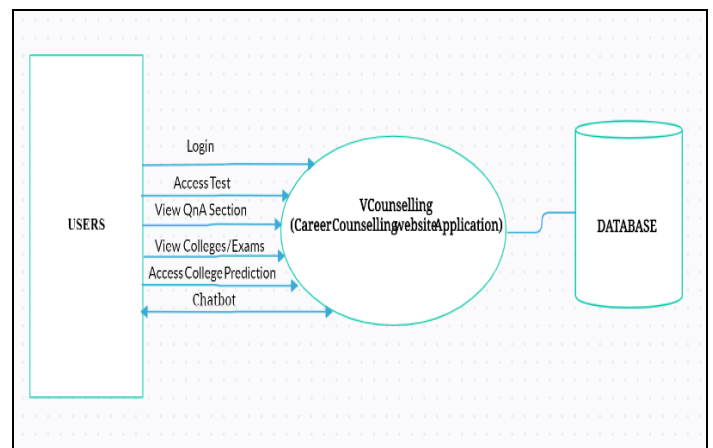 USERS
Login
Access Test
View QnA Section
View Colleges/Exams
Access College Prediction
Chatbot
VCounselling
(CareerCounsellingwebsiteApplication)
DATABASE